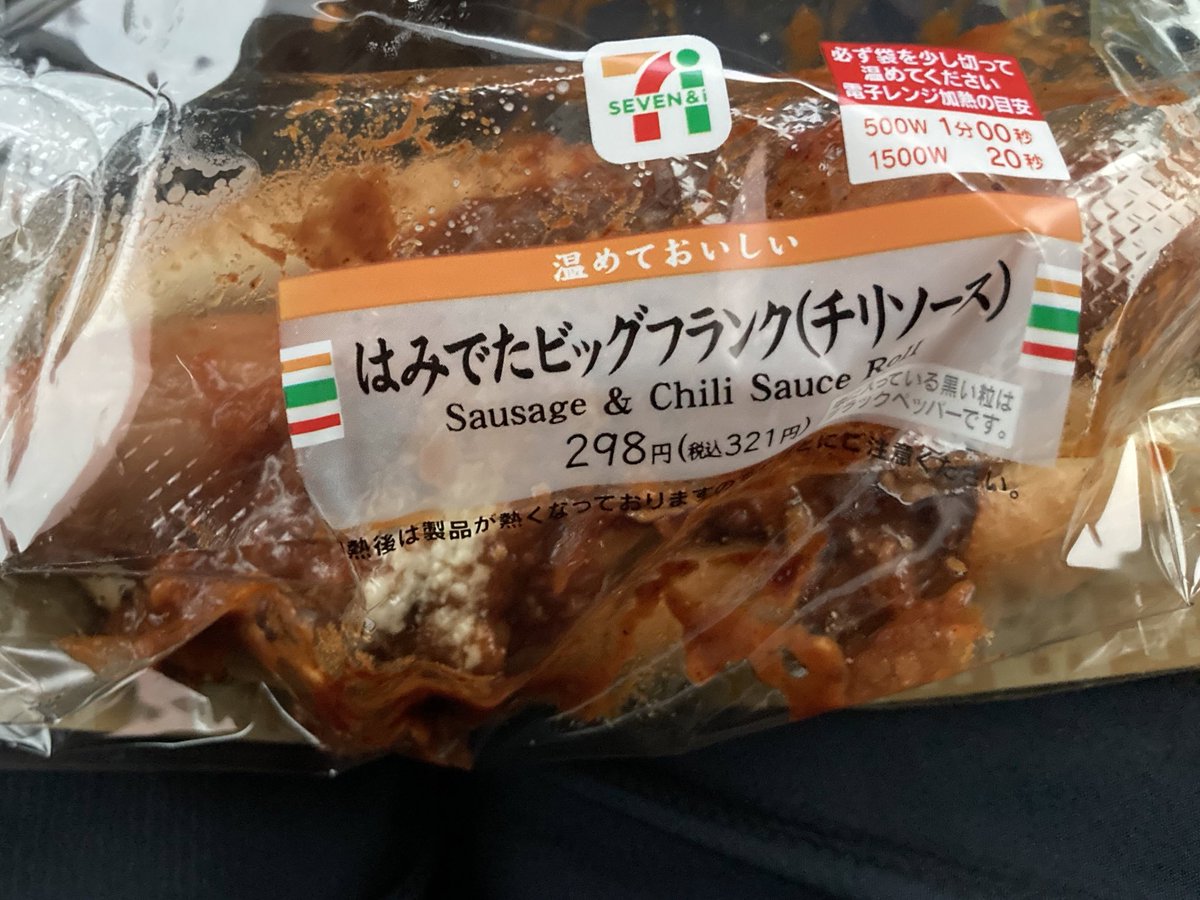 SEVEN&i
必ず袋を少し切って
温めてください
電子レンジ加熱の目安
500W 1分00秒
1500W 20秒
温めておいしい
はみでたビッグフランク(チリソース)
Sausage & Chili Sauce Roll
298円(税込321円)
っている黒い粒は
ブラックペッパーです。
熱後は製品が熱くなっておりますの にご注意ください。